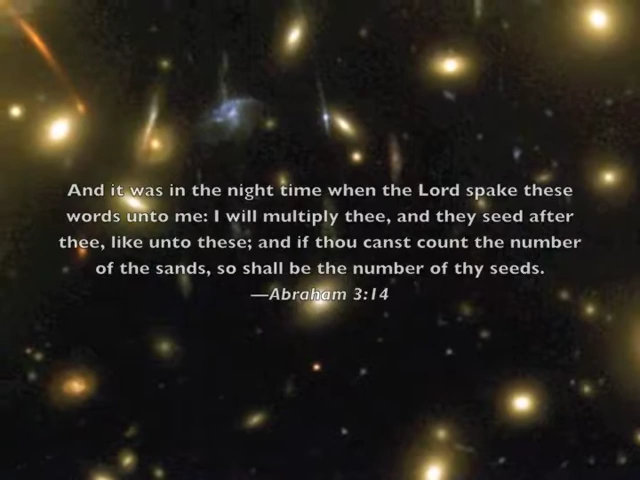 And it was in the night time when the Lord spake these
words unto me: I will multiply thee, and they seed after
thee, like unto these; and if thou canst count the number
of the sands, so shall be the number of thy seeds.
—Abraham 3:14